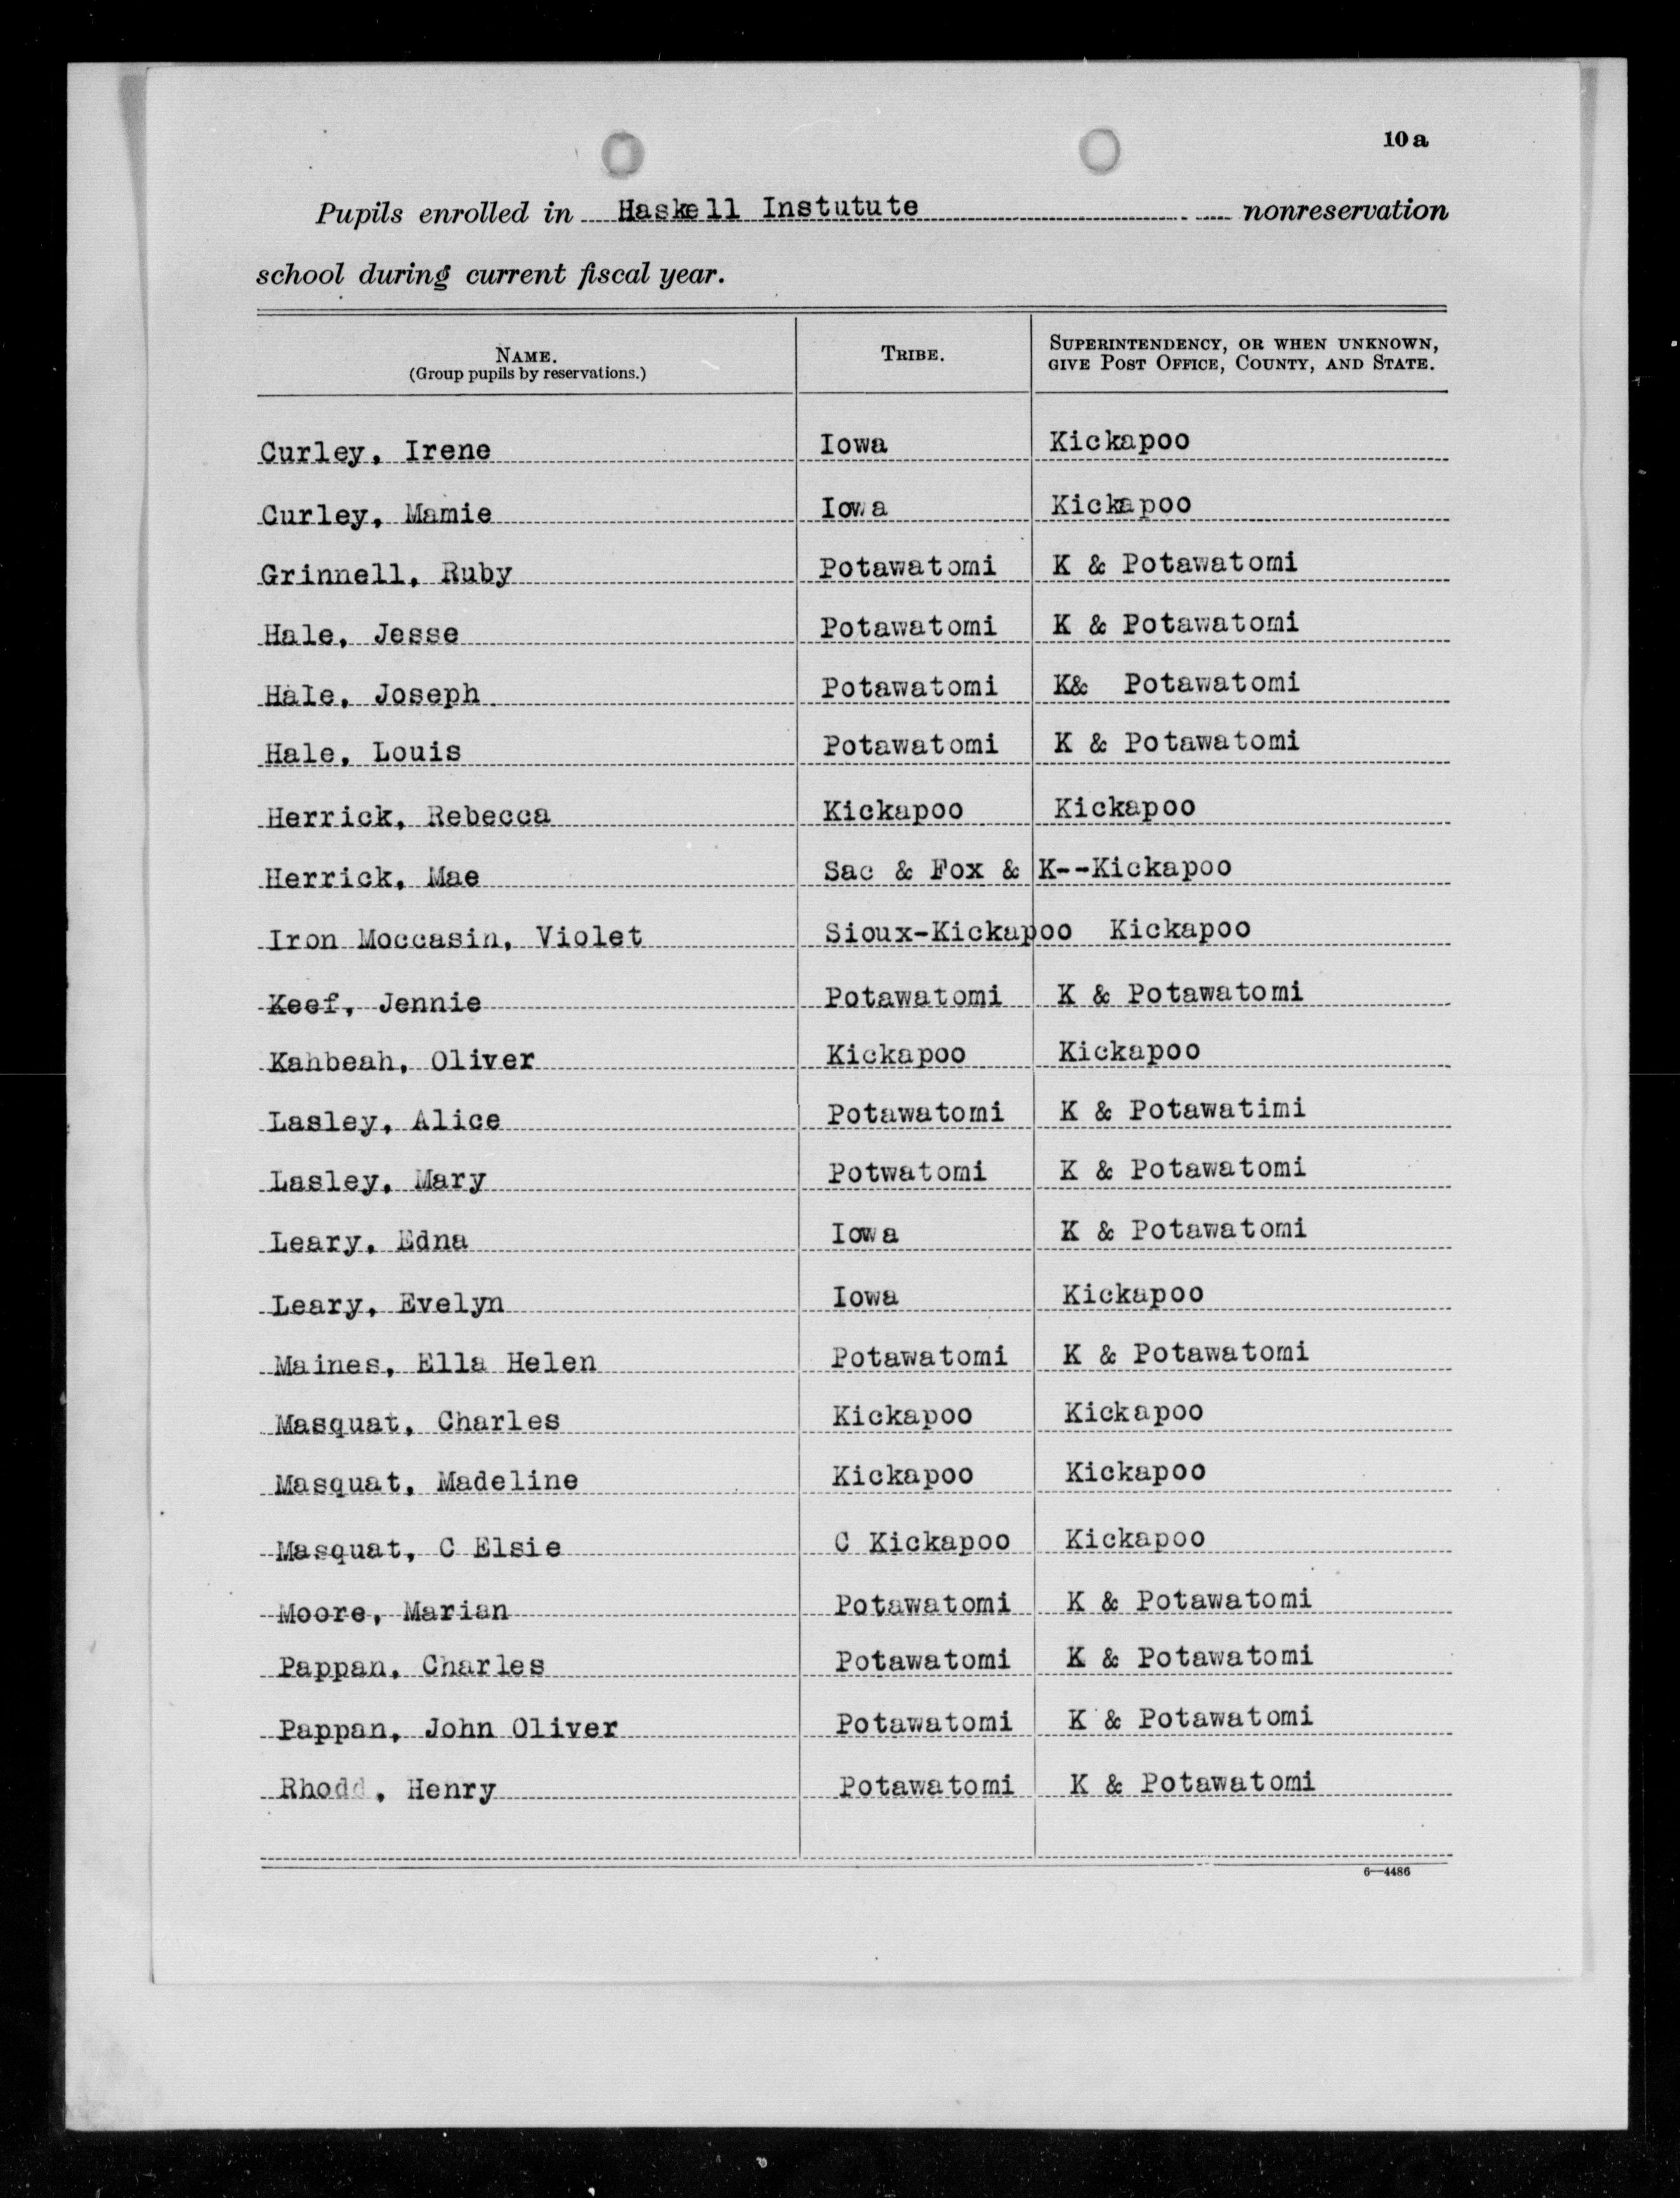 10 a
Pupils enrolled in Haskell Instutute nonreservation
school during current fiscal year.
NAME. (Group pupils by reservations.) TRIBE. SUPERINTENDENCY, OR WHEN UNKNOWN, GIVE POST OFFICE, COUNTY, AND STATE.
Curley, Irene Iowa Kickapoo
Curley, Mamie Iowa Kickapoo
Grinnell, Ruby Potawatomi K & Potawatomi
Hale, Jesse Potawatomi K & Potawatomi
Hale, Joseph Potawatomi K& Potawatomi
Hale, Louis Potawatomi K & Potawatomi
Herrick, Rebecca Kickapoo Kickapoo
Herrick, Mae Sac & Fox & K--Kickapoo
Iron Moccasin, Violet Sioux-Kickapoo Kickapoo
Keef, Jennie Potawatomi K & Potawatomi
Kahbeah, Oliver Kickapoo Kickapoo
Lasley, Alice Potawatomi K & Potawatimi
Lasley, Mary Potwatomi K & Potawatomi
Leary, Edna Iowa K & Potawatomi
Leary, Evelyn Iowa Kickapoo
Maines, Ella Helen Potawatomi K & Potawatomi
Masquat, Charles Kickapoo Kickapoo
Masquat, Madeline Kickapoo Kickapoo
Masquat, C Elsie C Kickapoo Kickapoo
Moore, Marian Potawatomi K & Potawatomi
Pappan, Charles Potawatomi K & Potawatomi
Pappan, John Oliver Potawatomi K & Potawatomi
Rhodd, Henry Potawatomi K & Potawatomi
6—4486